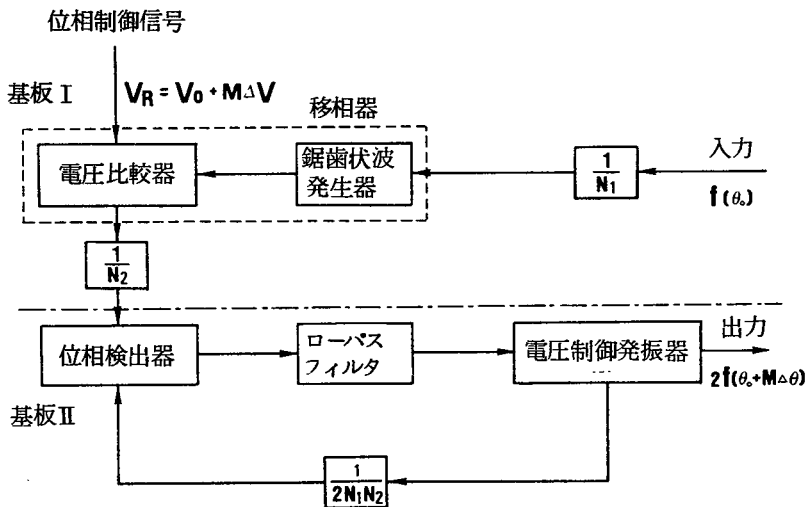 位相制御信号
基板 I
V_R = V_0 + MΔV
移相器
電圧比較器
鋸歯状波
発生器
1/N₁
入力
f(θ₀)
1/N₂
位相検出器
ローパス
フィルタ
電圧制御発振器
出力
2f(θ₀+MΔθ)
基板 II
1/2N₁N₂